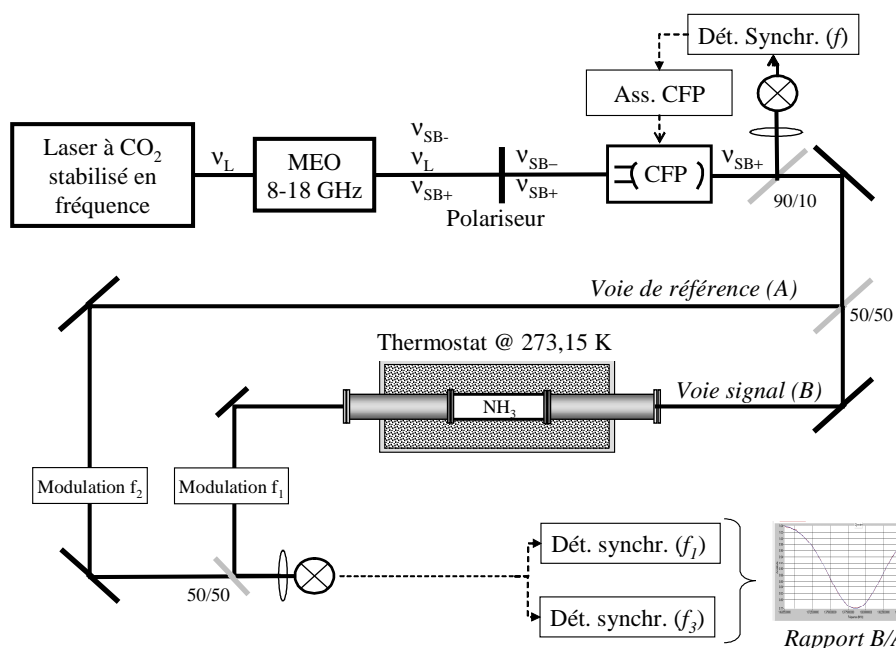 Dét. Synchr. (f)
Ass. CFP
Laser à CO2
stabilisé en
fréquence
νL
MEO
8-18 GHz
νSB-
νL
νSB+
νSB–
νSB+
Polariseur
CFP
νSB+
90/10
Voie de référence (A)
50/50
Thermostat @ 273,15 K
Voie signal (B)
NH3
Modulation f2
Modulation f1
50/50
Dét. synchr. (f1)
Dét. synchr. (f3)
Rapport B/A